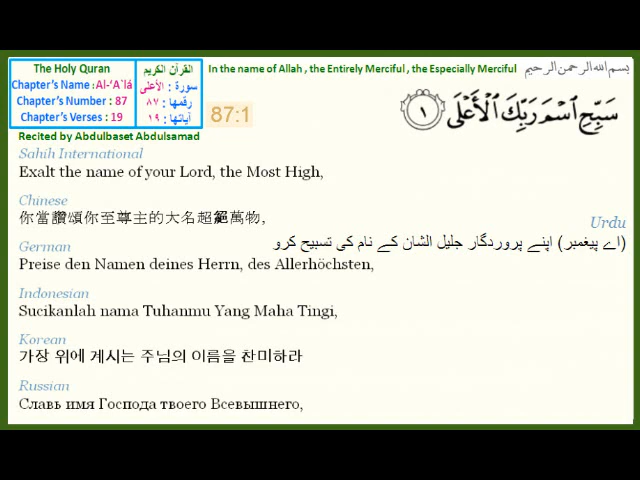 The Holy Quran
Chapter's Name : Al-'A`lá
Chapter's Number : 87
Chapter's Verses : 19
القرآن الكريم
سورة : الأعلى
رقمها : ٨٧
آياتها : ١٩
In the name of Allah , the Entirely Merciful , the Especially Merciful
بسم الله الرحمن الرحيم
87:1
سَبِّحِ ٱسْمَ رَبِّكَ ٱلْأَعْلَى ١
Recited by Abdulbaset Abdulsamad
Sahih International
Exalt the name of your Lord, the Most High,
Chinese
你當讚頌你至尊主的大名超絕萬物,
Urdu
(اے پیغمبر) اپنے پروردگار جلیل الشان کے نام کی تسبیح کرو
German
Preise den Namen deines Herrn, des Allerhöchsten,
Indonesian
Sucikanlah nama Tuhanmu Yang Maha Tingi,
Korean
가장 위에 계시는 주님의 이름을 찬미하라
Russian
Славь имя Господа твоего Всевышнего,